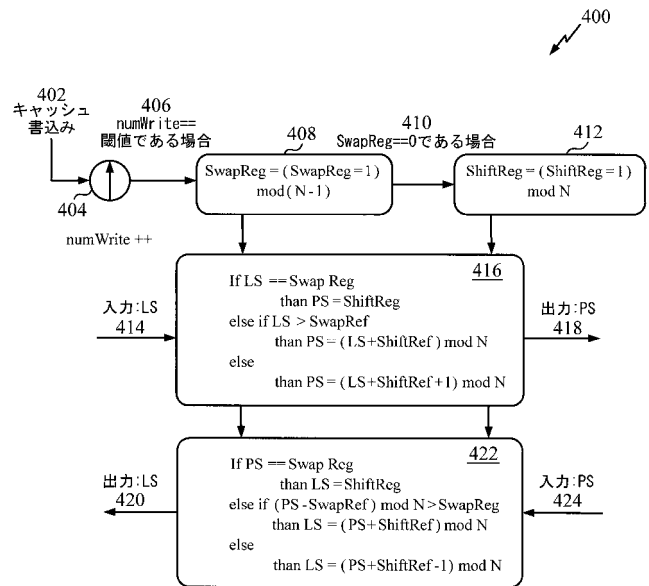 400
402
キャッシュ
書込み
404
numWrite ++
406
numWrite==
閾値である場合
408
SwapReg=(SwapReg=1)
mod(N-1)
410
SwapReg==0である場合
412
ShiftReg=(ShiftReg=1)
mod N
入力:LS
414
416
If LS ==Swap Reg
than PS=ShiftReg
else if LS > SwapRef
than PS=(LS+ShiftRef) mod N
else
than PS=(LS+ShiftRef+1) mod N
出力:PS
418
出力:LS
420
422
If PS ==Swap Reg
than LS=ShiftReg
else if (PS-SwapRef) mod N>SwapReg
than LS=(PS+ShiftRef)mod N
else
than LS=(PS+ShiftRef-1) mod N
入力:PS
424